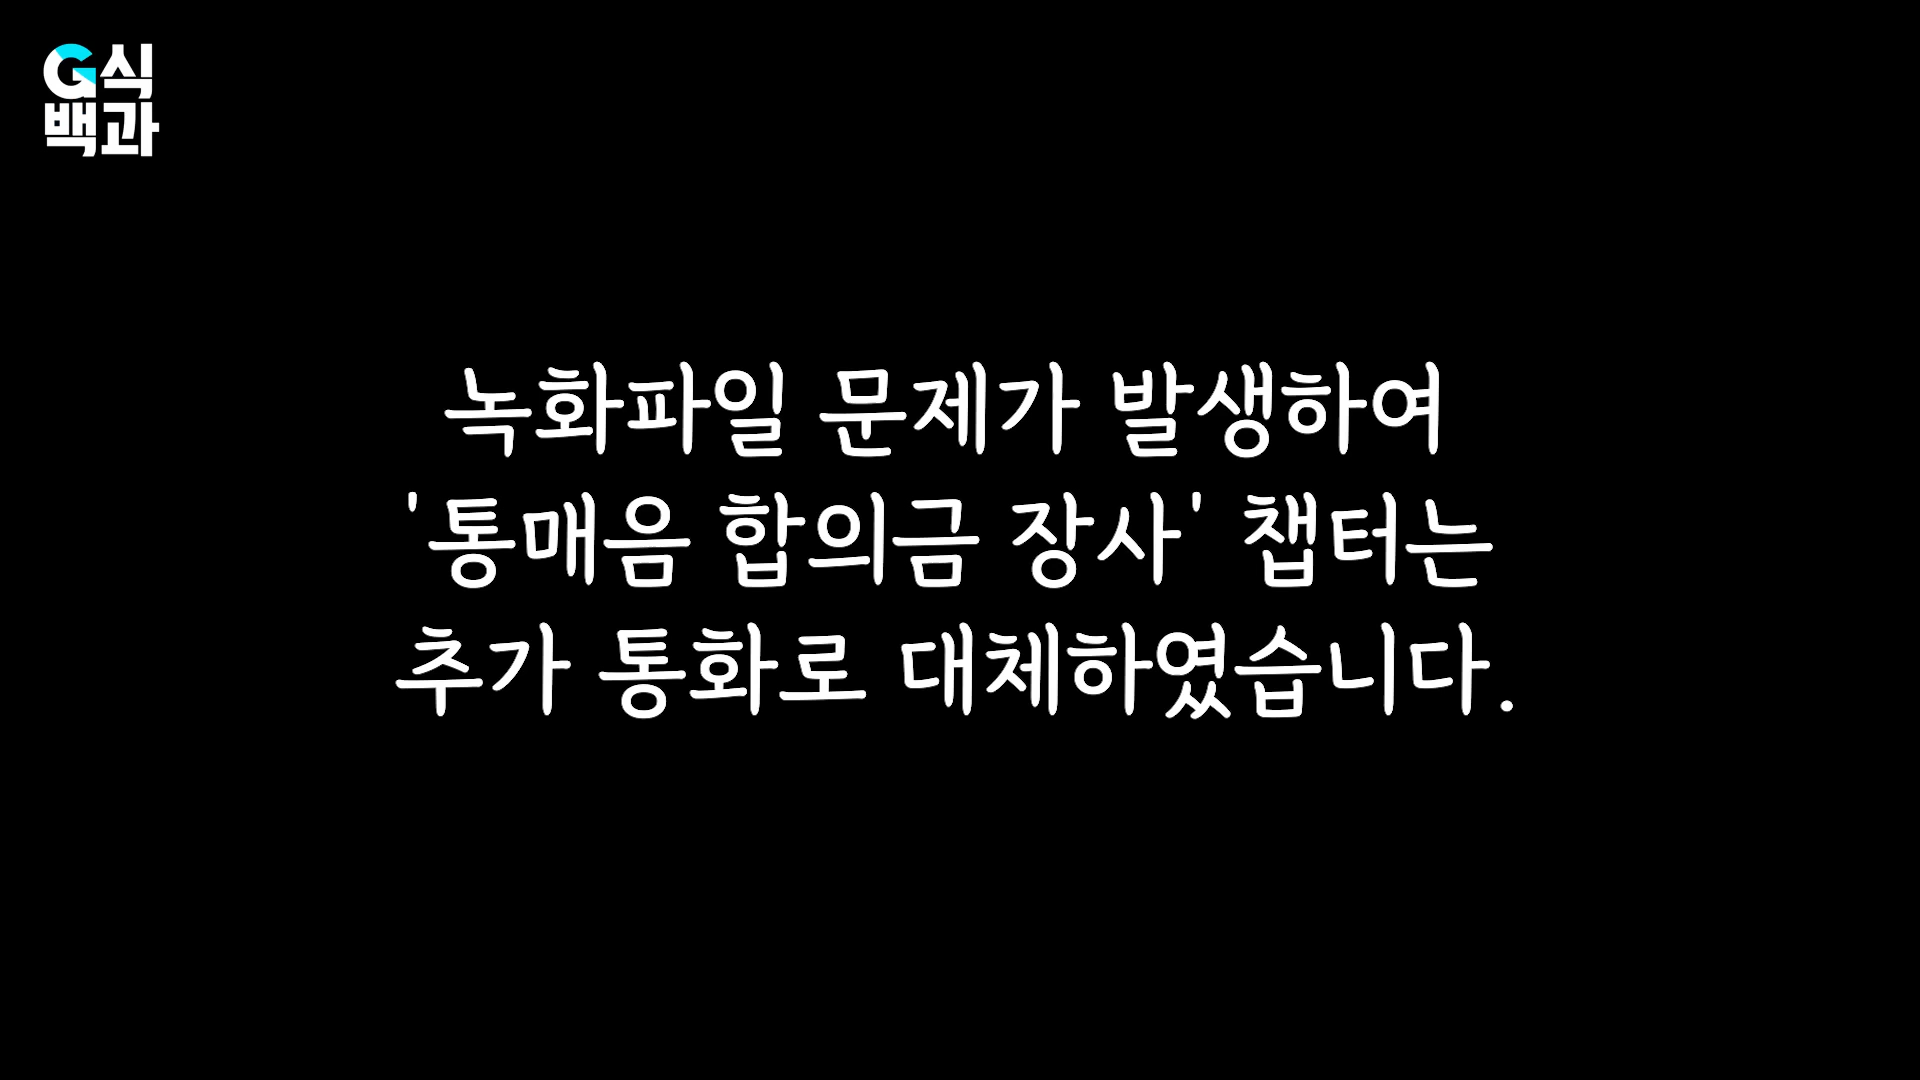 G식
백과
녹화파일 문제가 발생하여
'통매음 합의금 장사' 챕터는
추가 통화로 대체하였습니다.